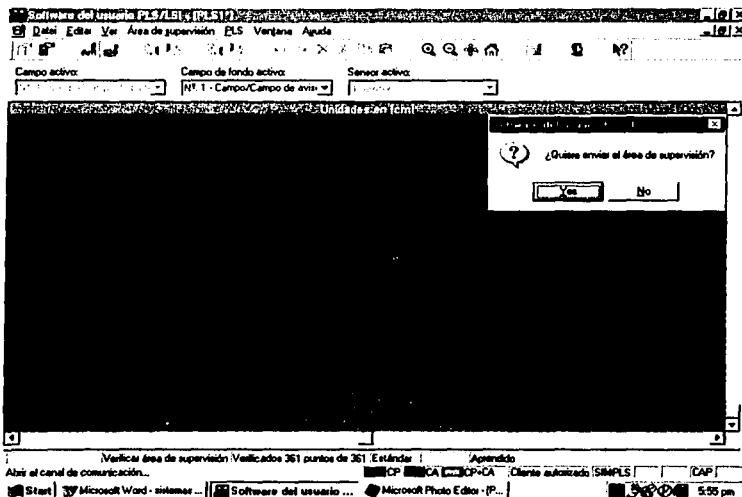 Software del usuario PLS/LSI - [PLS1*]
Datei Editar Ver Área de supervisión PLS Ventana Ayuda
Campo activo: Campo de fondo activo: Sensor activo:
Nº. 1 - Campo/Campo de avis
Unidades en [cm]
¿Quiere enviar el área de supervisión?
Yes No
Verificar área de supervisión Verificados 361 puntos de 361 Estándar Aprendido
Abrir el canal de comunicación... CP CA CP+CA Cliente autorizado SIMPLS CAP
Start Microsoft Word - sistemas ... Software del usuario ... Microsoft Photo Editor - [P... 5:55 pm